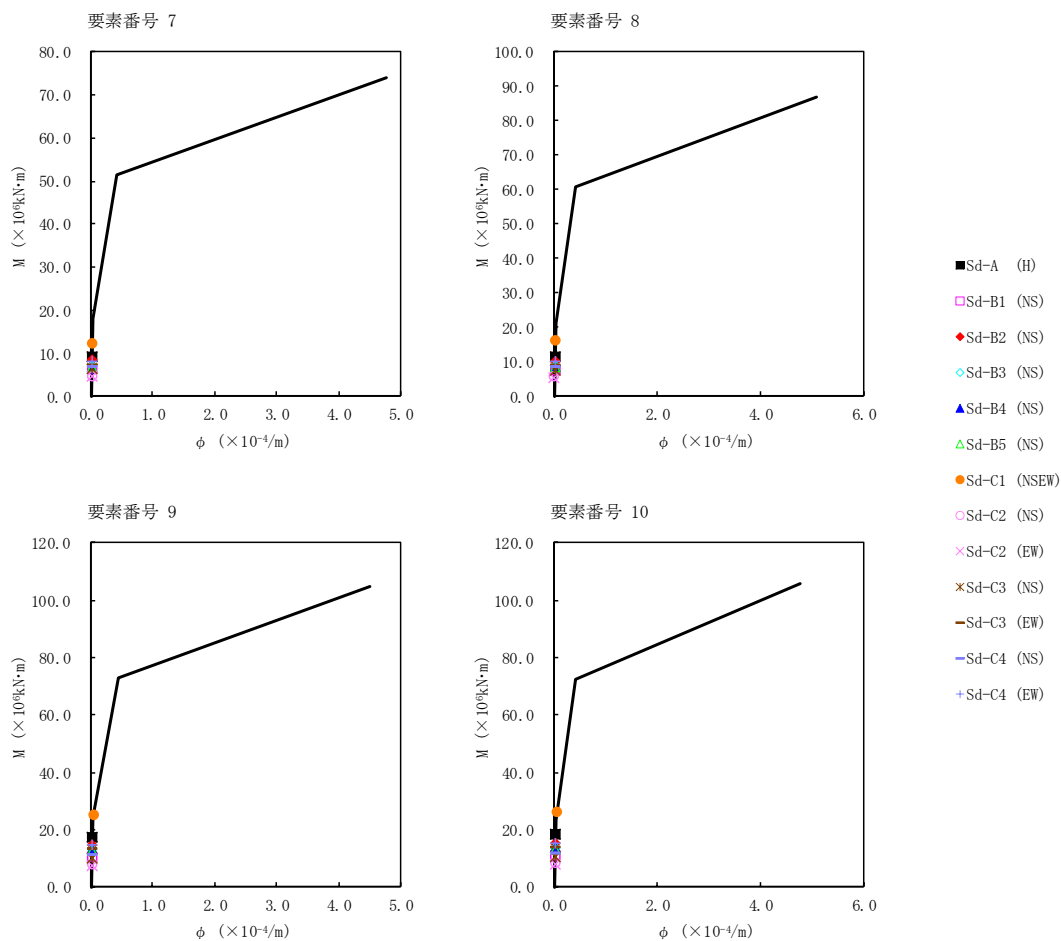 要素番号 7
80.0
70.0
60.0
50.0
40.0
30.0
20.0
10.0
0.0
M (×10⁶kN·m)
0.0 1.0 2.0 3.0 4.0 5.0
φ (×10⁻⁴/m)
要素番号 8
100.0
90.0
80.0
70.0
60.0
50.0
40.0
30.0
20.0
10.0
0.0
M (×10⁶kN·m)
0.0 2.0 4.0 6.0
φ (×10⁻⁴/m)
要素番号 9
120.0
100.0
80.0
60.0
40.0
20.0
0.0
M (×10⁶kN·m)
0.0 1.0 2.0 3.0 4.0 5.0
φ (×10⁻⁴/m)
要素番号 10
120.0
100.0
80.0
60.0
40.0
20.0
0.0
M (×10⁶kN·m)
0.0 2.0 4.0 6.0
φ (×10⁻⁴/m)
Sd-A (H)
Sd-B1 (NS)
Sd-B2 (NS)
Sd-B3 (NS)
Sd-B4 (NS)
Sd-B5 (NS)
Sd-C1 (NSEW)
Sd-C2 (NS)
Sd-C2 (EW)
Sd-C3 (NS)
Sd-C3 (EW)
Sd-C4 (NS)
Sd-C4 (EW)